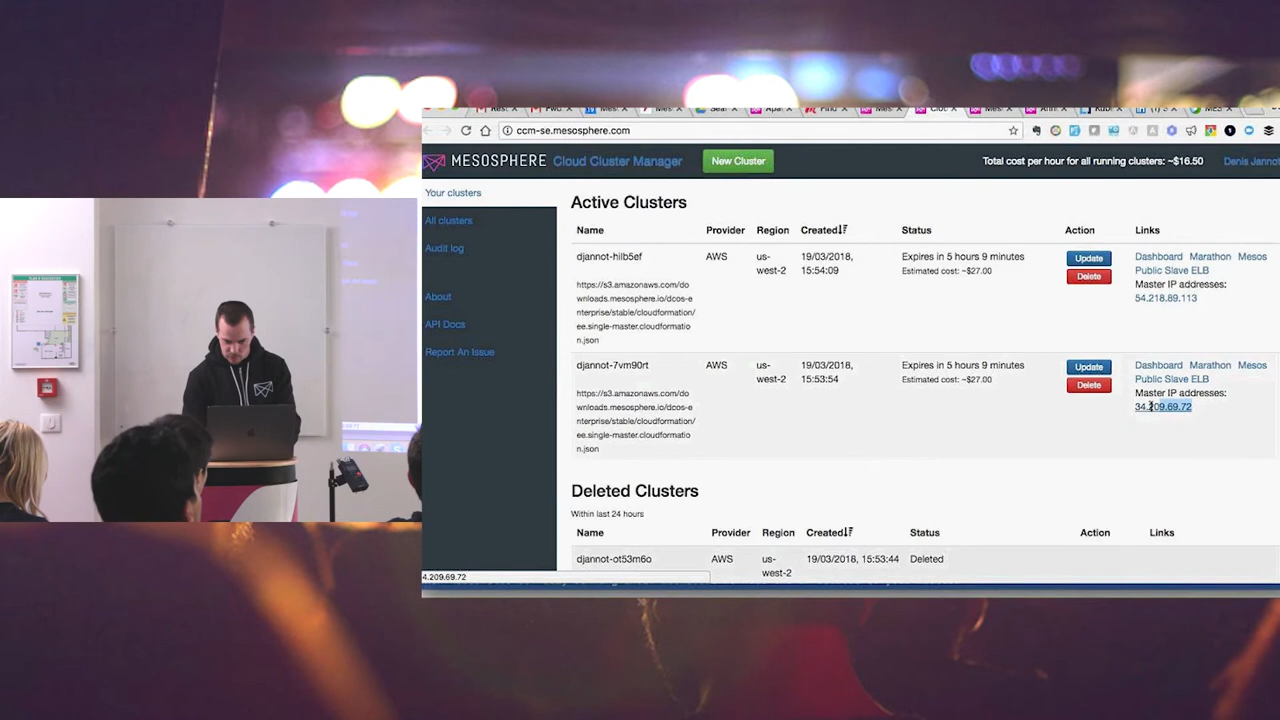 ccm-se.mesosphere.com
MESOSPHERE Cloud Cluster Manager New Cluster Total cost per hour for all running clusters: ~$16.50 Denis Jannot
Your clusters
All clusters
Audit log
About
API Docs
Report An Issue
Active Clusters
Name Provider Region Created Status Action Links
djannot-hilb5ef AWS us-west-2 19/03/2018, 15:54:09 Expires in 5 hours 9 minutes Update Dashboard Marathon Mesos
Estimated cost: ~$27.00 Delete Public Slave ELB
Master IP addresses:
54.218.89.113
https://s3.amazonaws.com/do
wnloads.mesosphere.io/dcos-e
nterprise/stable/cloudformation/
ee.single-master.cloudformatio
n.json
djannot-7vm90rt AWS us-west-2 19/03/2018, 15:53:54 Expires in 5 hours 9 minutes Update Dashboard Marathon Mesos
Estimated cost: ~$27.00 Delete Public Slave ELB
Master IP addresses:
34.209.69.72
https://s3.amazonaws.com/do
wnloads.mesosphere.io/dcos-e
nterprise/stable/cloudformation/
ee.single-master.cloudformatio
n.json
Deleted Clusters
Within last 24 hours
Name Provider Region Created Status Action Links
djannot-ot53m6o AWS us-west-2 19/03/2018, 15:53:44 Deleted
4.209.69.72